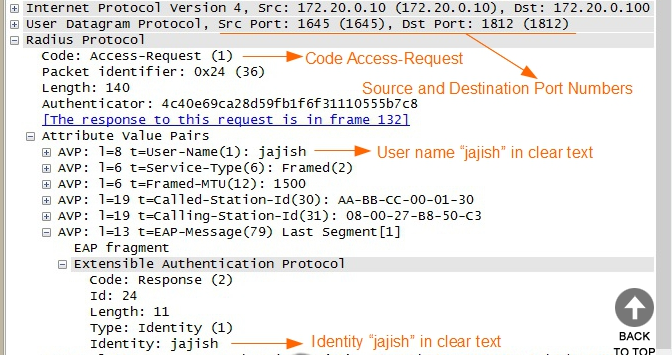 Internet Protocol Version 4, Src: 172.20.0.10 (172.20.0.10), Dst: 172.20.0.100
User Datagram Protocol, Src Port: 1645 (1645), Dst Port: 1812 (1812)
Radius Protocol
Code: Access-Request (1) Code Access-Request
Packet identifier: 0x24 (36)
Length: 140 Source and Destination Port Numbers
Authenticator: 4c40e69ca28d59fb1f6f31110555b7c8
[The response to this request is in frame 132]
Attribute Value Pairs
AVP: l=8 t=User-Name(1): jajish User name “jajish” in clear text
AVP: l=6 t=Service-Type(6): Framed(2)
AVP: l=6 t=Framed-MTU(12): 1500
AVP: l=19 t=Called-Station-Id(30): AA-BB-CC-00-01-30
AVP: l=19 t=Calling-Station-Id(31): 08-00-27-B8-50-C3
AVP: l=13 t=EAP-Message(79) Last Segment[1]
EAP fragment
Extensible Authentication Protocol
Code: Response (2)
Id: 24
Length: 11
Type: Identity (1)
Identity: jajish Identity “jajish” in clear text
BACK
TO TOP